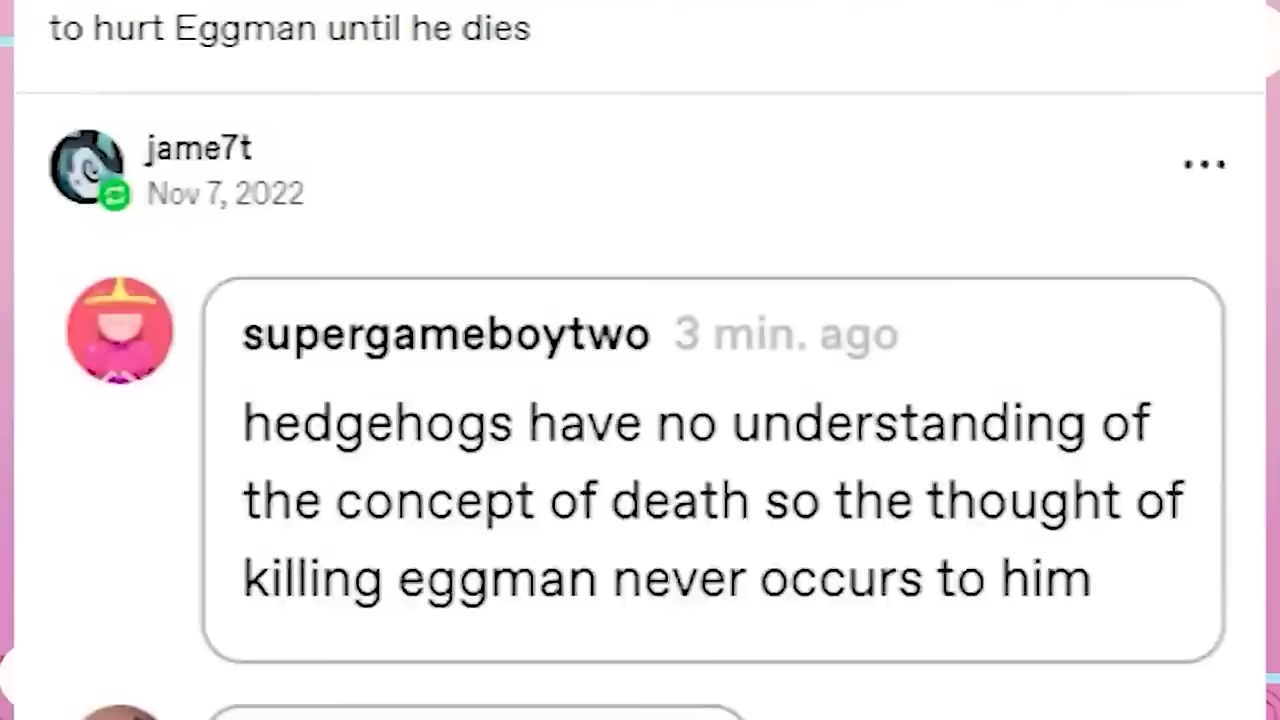 to hurt Eggman until he dies
jame7t
Nov 7, 2022
supergameboytwo 3 min. ago
hedgehogs have no understanding of
the concept of death so the thought of
killing eggman never occurs to him